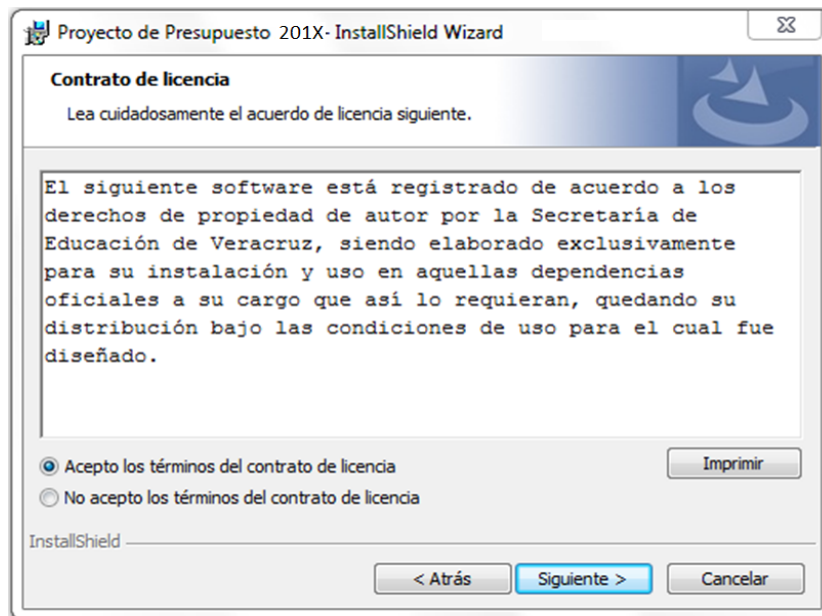 Proyecto de Presupuesto 201X- InstallShield Wizard
Contrato de licencia
Lea cuidadosamente el acuerdo de licencia siguiente.
El siguiente software está registrado de acuerdo a los
derechos de propiedad de autor por la Secretaría de
Educación de Veracruz, siendo elaborado exclusivamente
para su instalación y uso en aquellas dependencias
oficiales a su cargo que así lo requieran, quedando su
distribución bajo las condiciones de uso para el cual fue
diseñado.
Acepto los términos del contrato de licencia
Imprimir
No acepto los términos del contrato de licencia
InstallShield
< Atrás
Siguiente >
Cancelar